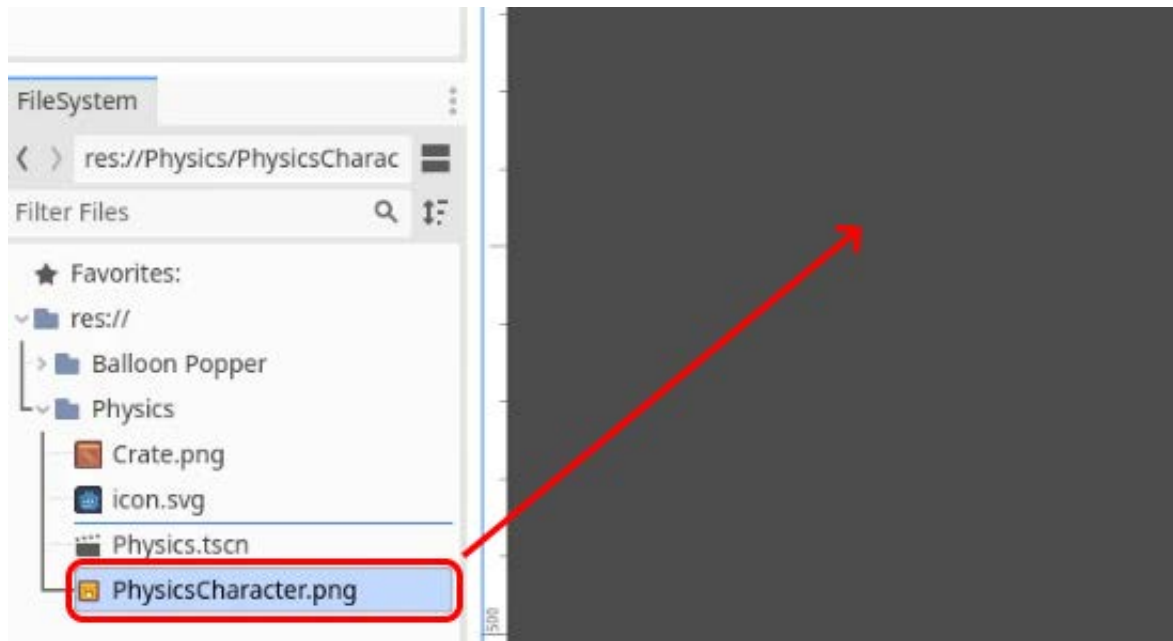 FileSystem
res://Physics/PhysicsCharac
Filter Files
Favorites:
res://
Balloon Popper
Physics
Crate.png
icon.svg
Physics.tscn
PhysicsCharacter.png
500